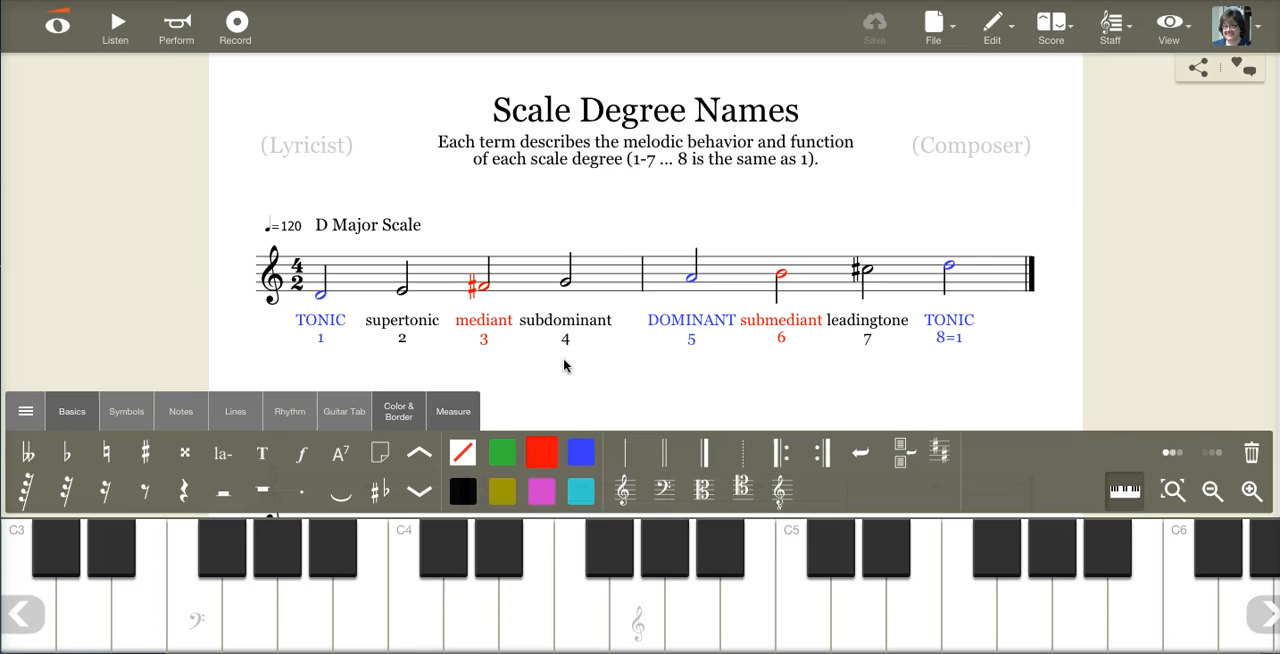 Listen Perform Record Save File Edit Score Staff View
Scale Degree Names
(Lyricist) Each term describes the melodic behavior and function (Composer)
of each scale degree (1-7 ... 8 is the same as 1).
=120 D Major Scale
4
2
TONIC supertonic mediant subdominant DOMINANT submediant leadingtone TONIC
1 2 3 4 5 6 7 8=1
Basics Symbols Notes Lines Rhythm Guitar Tab Color & Border Measure
la- T f A7
C3 C4 C5 C6